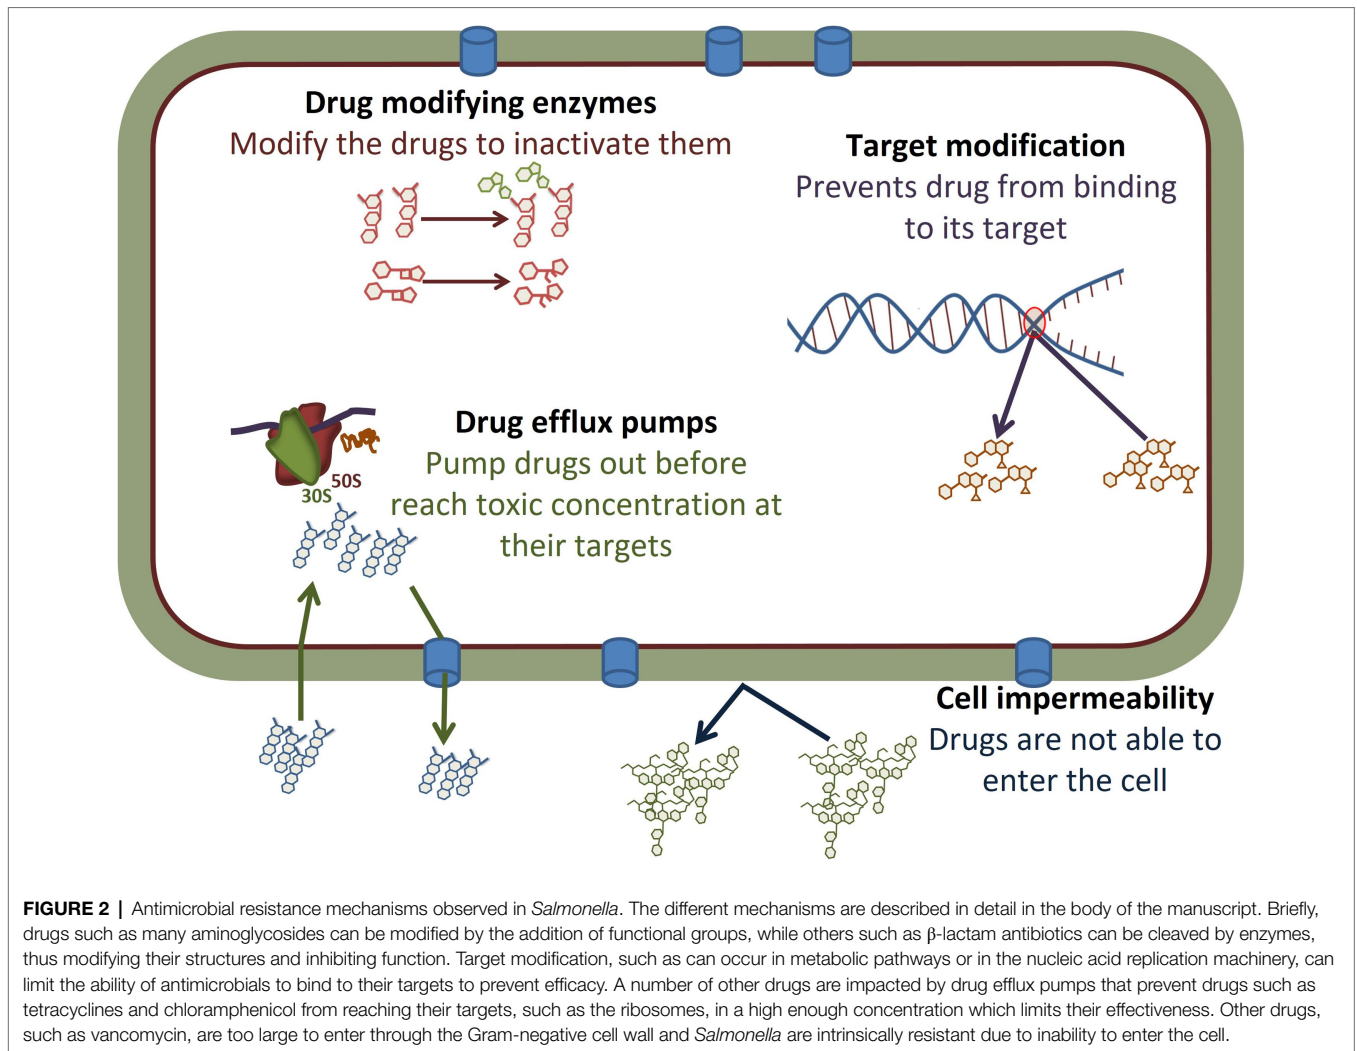 Drug modifying enzymes
Modify the drugs to inactivate them
Target modification
Prevents drug from binding
to its target
Drug efflux pumps
Pump drugs out before
reach toxic concentration at
their targets
50S
30S
Cell impermeability
Drugs are not able to
enter the cell
FIGURE 2 | Antimicrobial resistance mechanisms observed in Salmonella. The different mechanisms are described in detail in the body of the manuscript. Briefly,
drugs such as many aminoglycosides can be modified by the addition of functional groups, while others such as β-lactam antibiotics can be cleaved by enzymes,
thus modifying their structures and inhibiting function. Target modification, such as can occur in metabolic pathways or in the nucleic acid replication machinery, can
limit the ability of antimicrobials to bind to their targets to prevent efficacy. A number of other drugs are impacted by drug efflux pumps that prevent drugs such as
tetracyclines and chloramphenicol from reaching their targets, such as the ribosomes, in a high enough concentration which limits their effectiveness. Other drugs,
such as vancomycin, are too large to enter through the Gram-negative cell wall and Salmonella are intrinsically resistant due to inability to enter the cell.